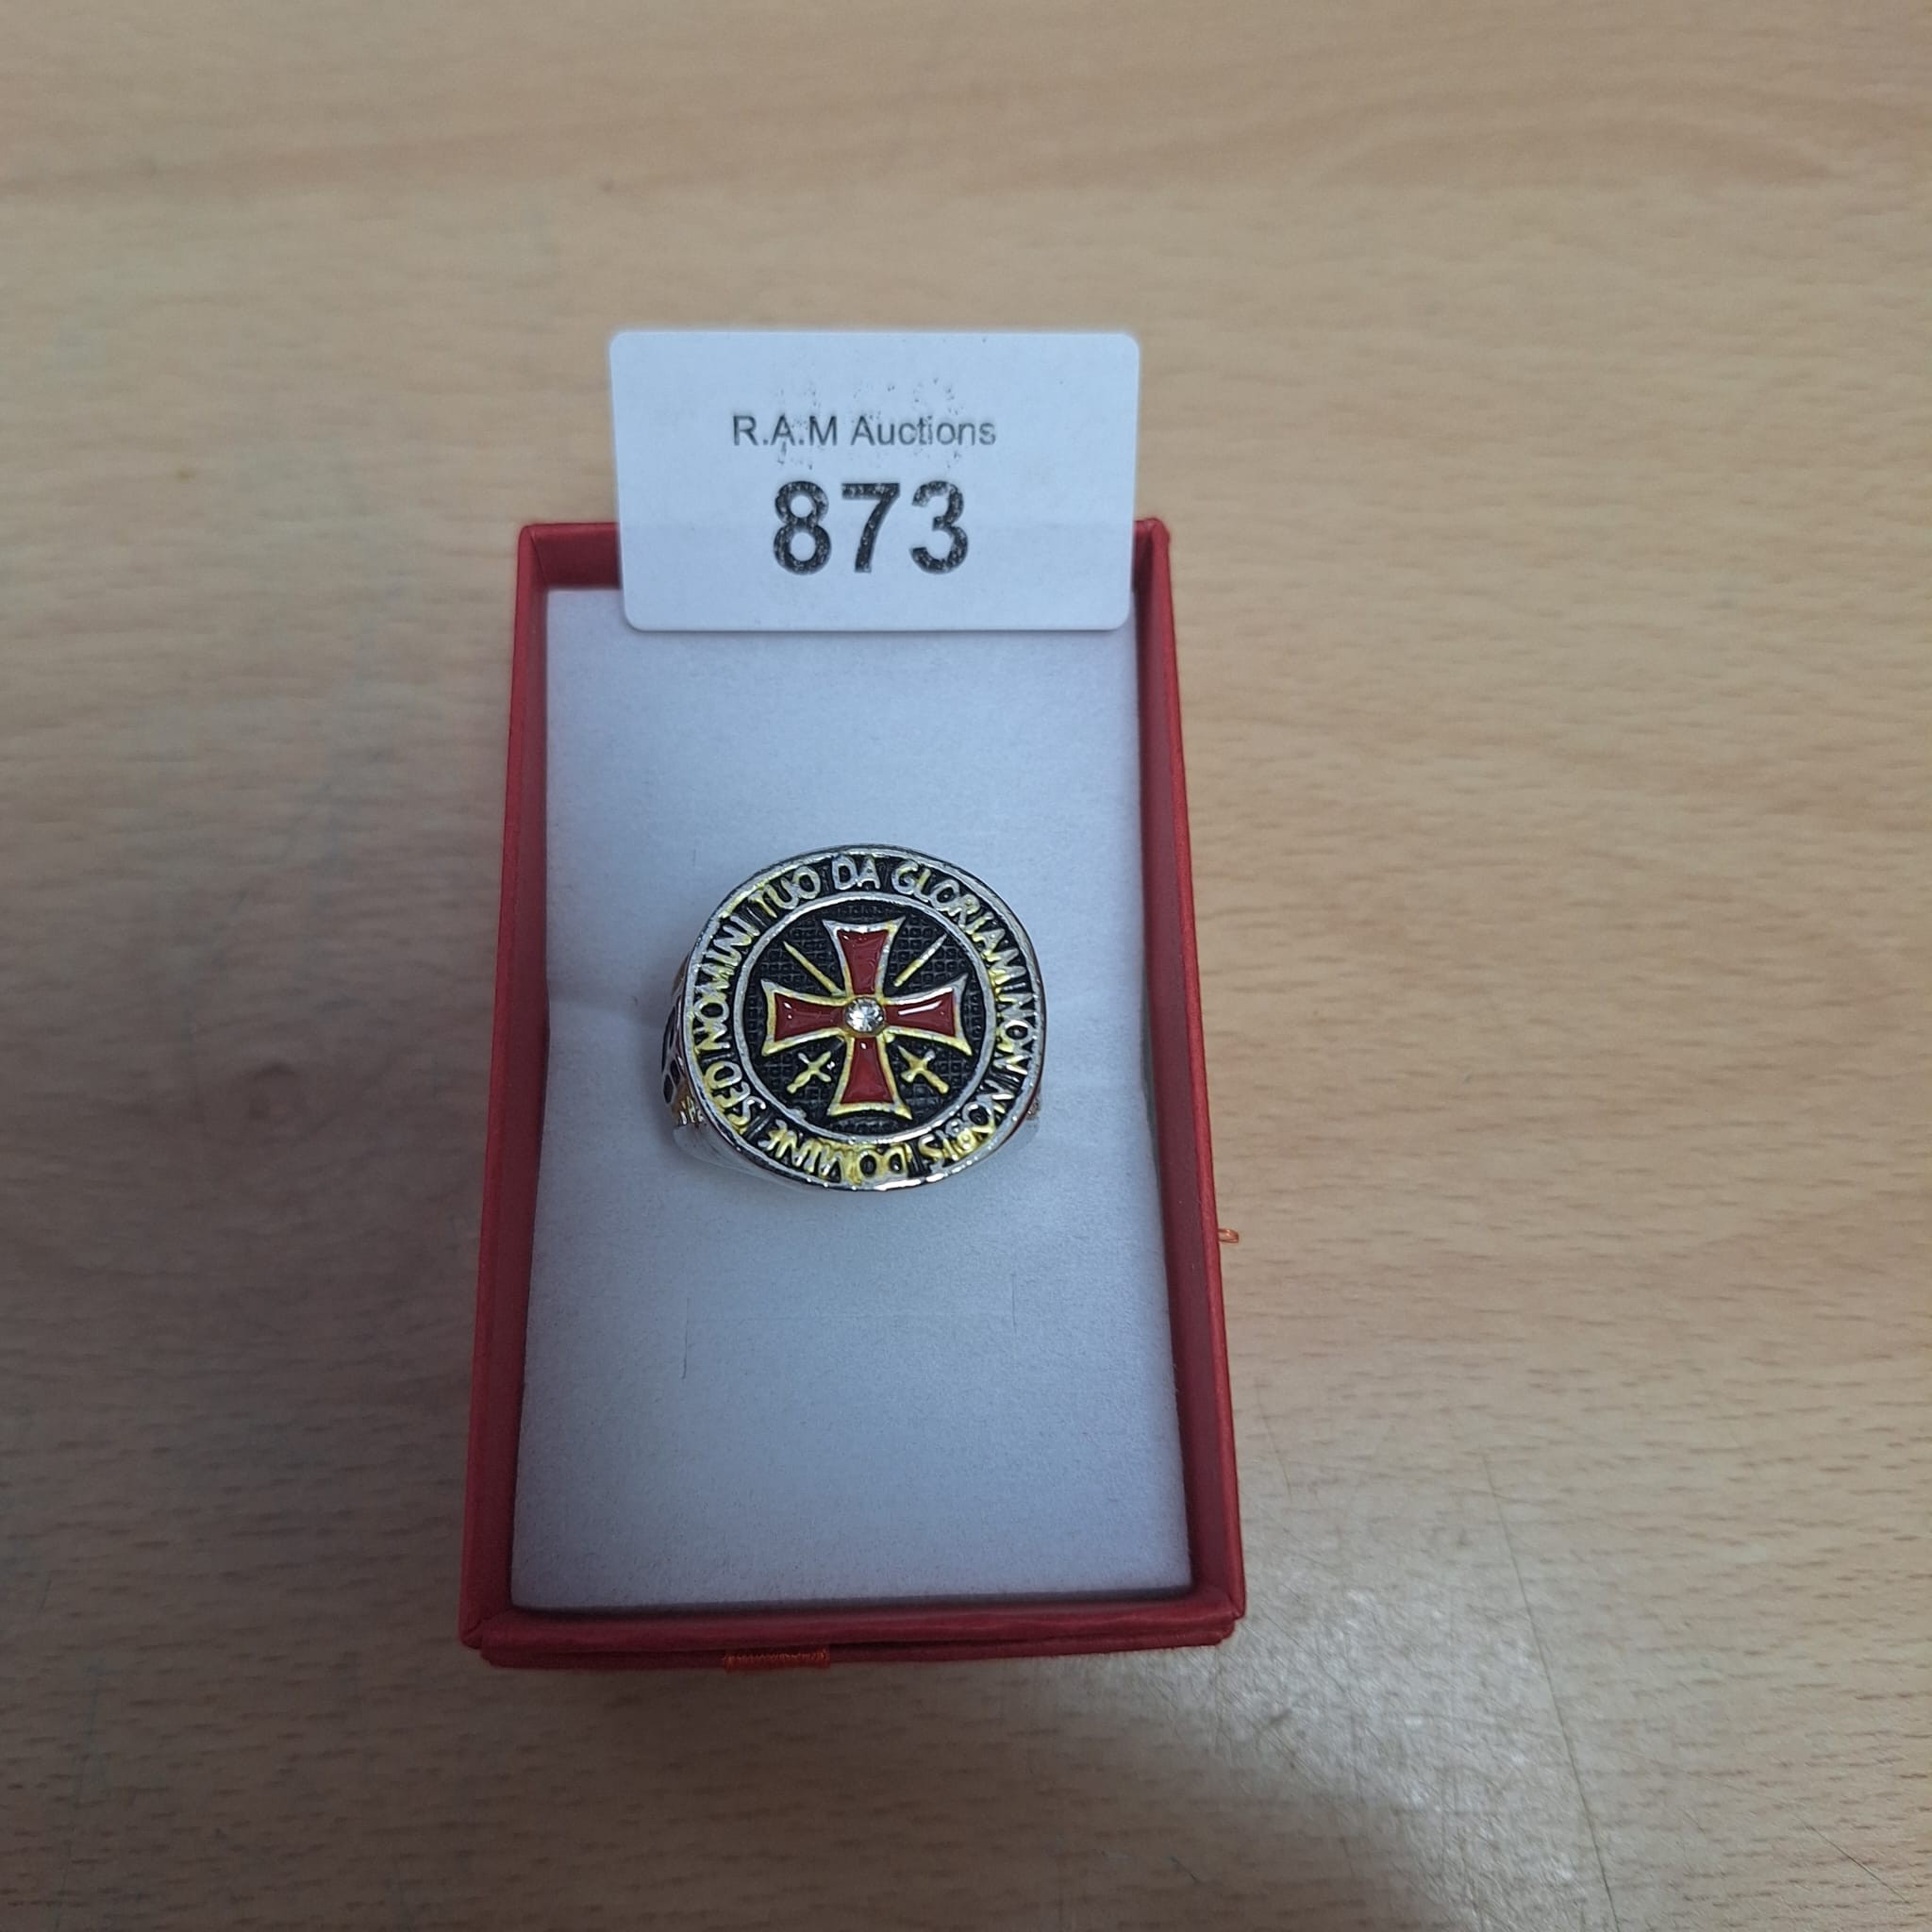 R.A.M Auctions
873
NON NOBIS DOMINE SED NOMINI TUO DA GLORIAM